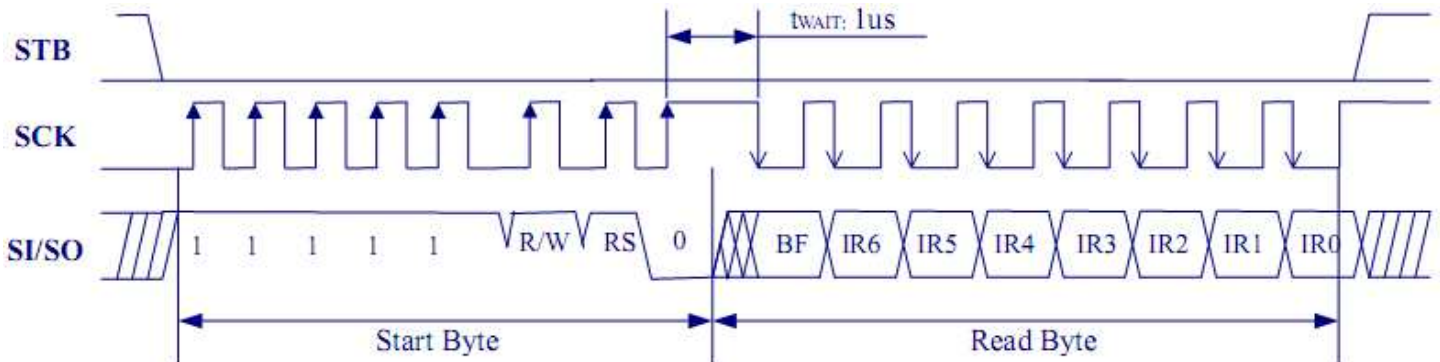 tWAIT: 1us
STB
SCK
SI/SO 1 1 1 1 1 R/W RS 0 BF IR6 IR5 IR4 IR3 IR2 IR1 IR0
Start Byte Read Byte